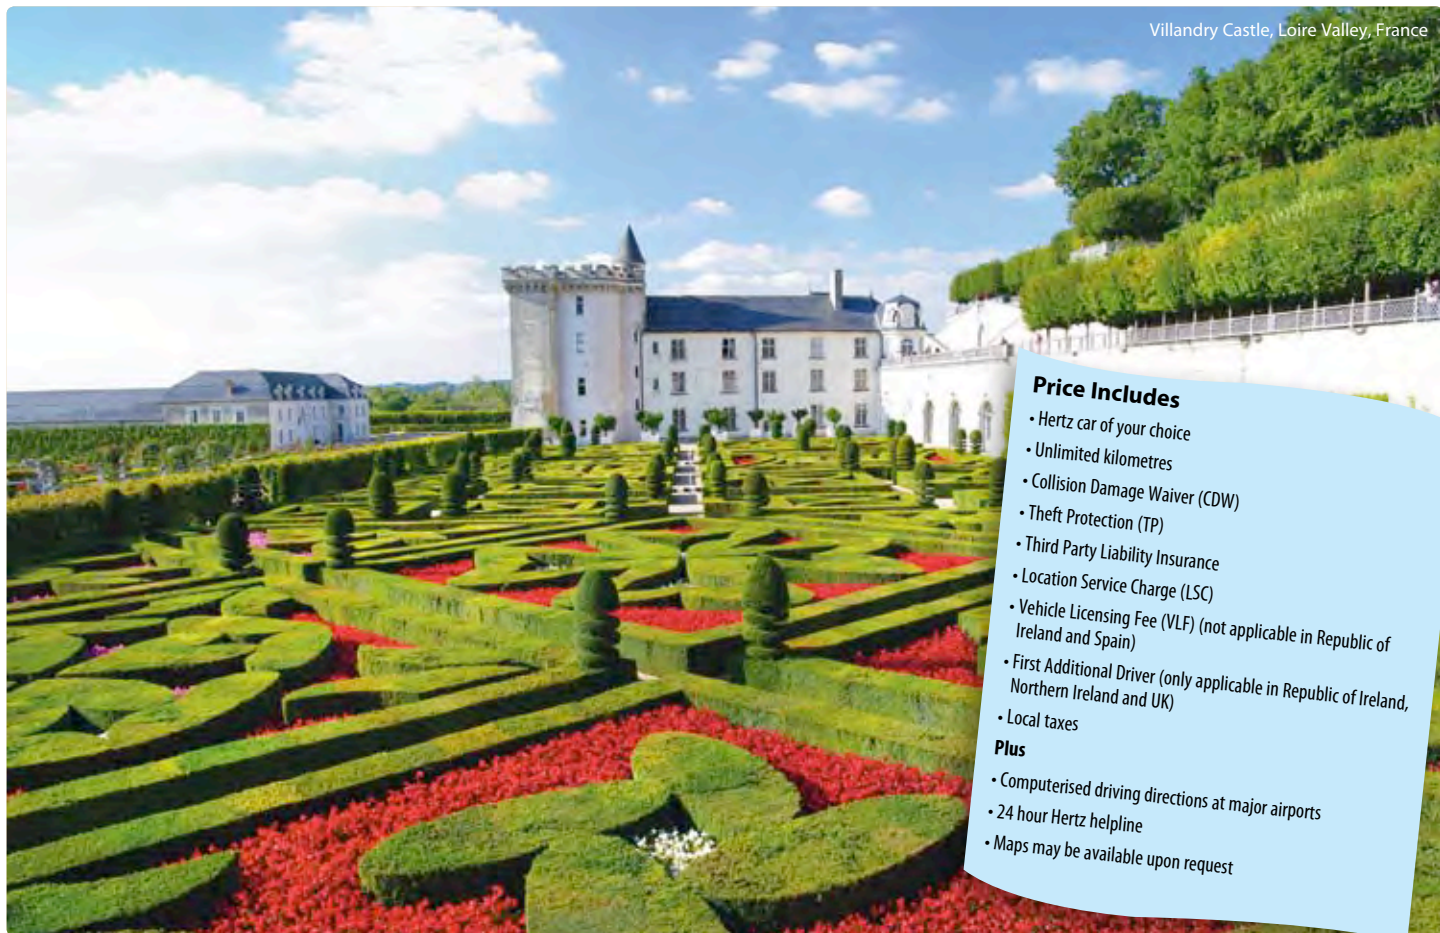 Villandry Castle, Loire Valley, France
Price Includes
• Hertz car of your choice
• Unlimited kilometres
• Collision Damage Waiver (CDW)
• Theft Protection (TP)
• Third Party Liability Insurance
• Location Service Charge (LSC)
• Vehicle Licensing Fee (VLF) (not applicable in Republic of
Ireland and Spain)
• First Additional Driver (only applicable in Republic of Ireland,
Northern Ireland and UK)
• Local taxes
Plus
• Computerised driving directions at major airports
• 24 hour Hertz helpline
• Maps may be available upon request